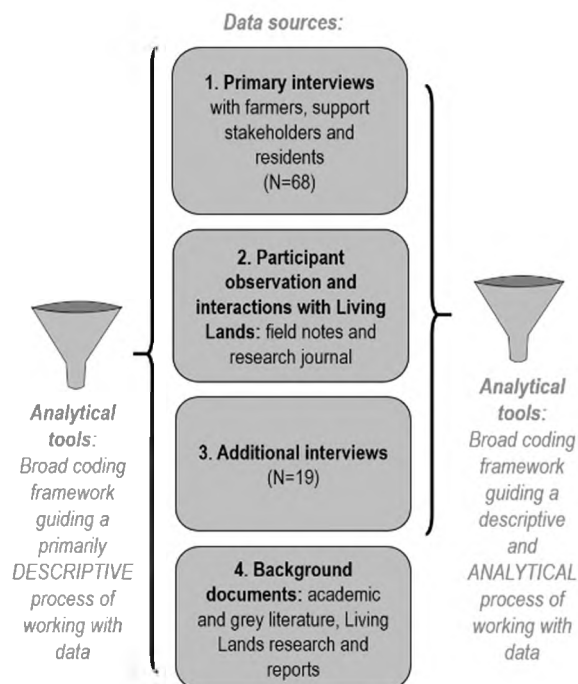 Data sources:
1. Primary interviews
with farmers, support
stakeholders and
residents
(N=68)
2. Participant
observation and
interactions with Living
Lands: field notes and
research journal
3. Additional interviews
(N=19)
4. Background
documents: academic
and grey literature, Living
Lands research and
reports
Analytical
tools:
Broad coding
framework
guiding a
primarily
DESCRIPTIVE
process of
working with
data
Analytical
tools:
Broad coding
framework
guiding a
descriptive
and
ANALYTICAL
process of
working with
data